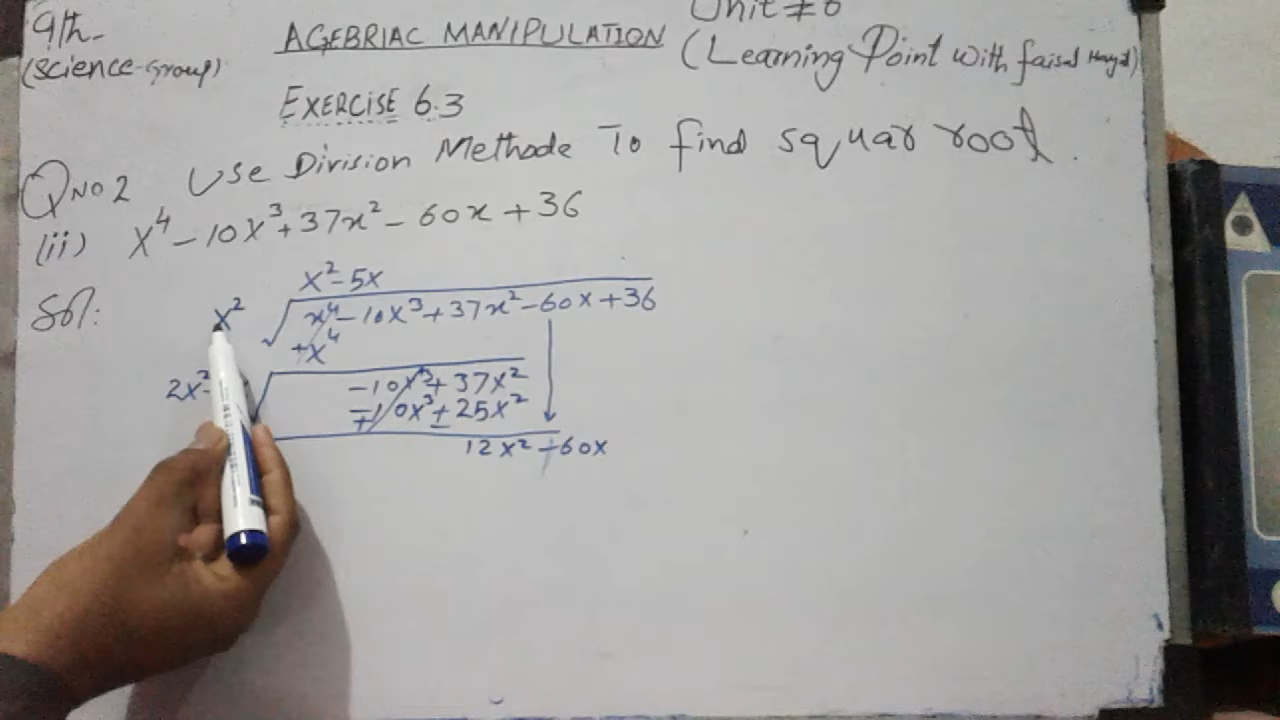 9th- AGEBRIAC MANIPULATION Unit # 6
(Science-Group) (Learning Point with faisal
EXERCISE 6.3
Q NO 2 Use Division Methode To find squar root.
(ii) x⁴ - 10x³ + 37x² - 60x + 36
Sol:
x² - 5x
x² √ x⁴ - 10x³ + 37x² - 60x + 36
+x⁴
2x² - 10x³ + 37x²
∓10x³ ± 25x²
12x² - 60x